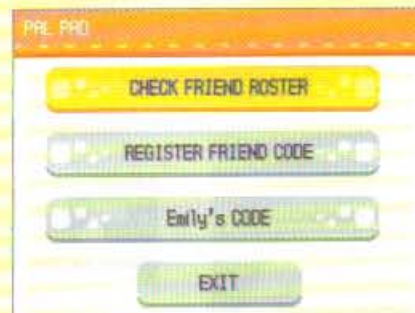 PAL PAD
CHECK FRIEND ROSTER
REGISTER FRIEND CODE
Emily's CODE
EXIT